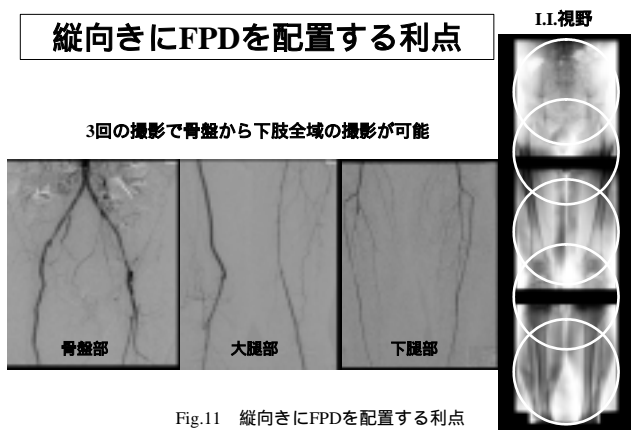 縦向きにFPDを配置する利点
I.I.視野
3回の撮影で骨盤から下肢全域の撮影が可能
骨盤部
大腿部
下腿部
Fig.11 縦向きにFPDを配置する利点